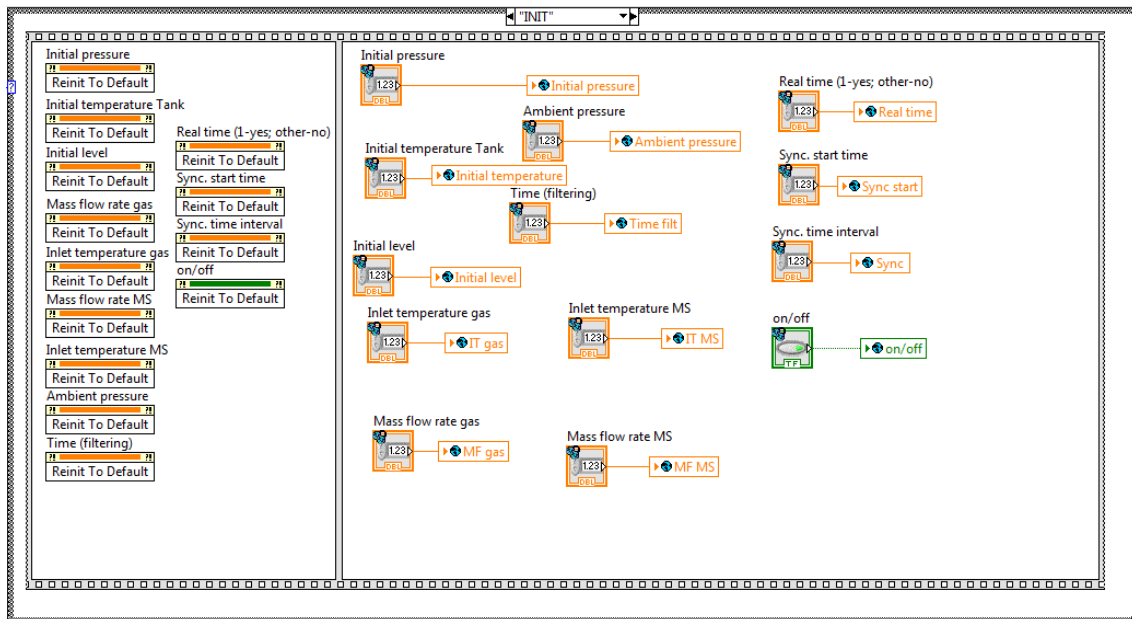 "INIT"
Initial pressure
?! ?!
Reinit To Default
Initial temperature Tank
?! ?!
Reinit To Default
Initial level
?! ?!
Reinit To Default
Mass flow rate gas
?! ?!
Reinit To Default
Inlet temperature gas
?! ?!
Reinit To Default
Mass flow rate MS
?! ?!
Reinit To Default
Inlet temperature MS
?! ?!
Reinit To Default
Ambient pressure
?! ?!
Reinit To Default
Time (filtering)
?! ?!
Reinit To Default
Real time (1-yes; other-no)
?! ?!
Reinit To Default
Sync. start time
?! ?!
Reinit To Default
Sync. time interval
?! ?!
Reinit To Default
on/off
?! ?!
Reinit To Default
Initial pressure
1.23
DBL
Initial pressure
Ambient pressure
1.23
DBL
Ambient pressure
Initial temperature Tank
1.23
DBL
Initial temperature
Time (filtering)
1.23
DBL
Time filt
Initial level
1.23
DBL
Initial level
Inlet temperature gas
1.23
DBL
IT gas
Inlet temperature MS
1.23
DBL
IT MS
Mass flow rate gas
1.23
DBL
MF gas
Mass flow rate MS
1.23
DBL
MF MS
Real time (1-yes; other-no)
1.23
DBL
Real time
Sync. start time
1.23
DBL
Sync start
Sync. time interval
1.23
DBL
Sync
on/off
TF
on/off
?